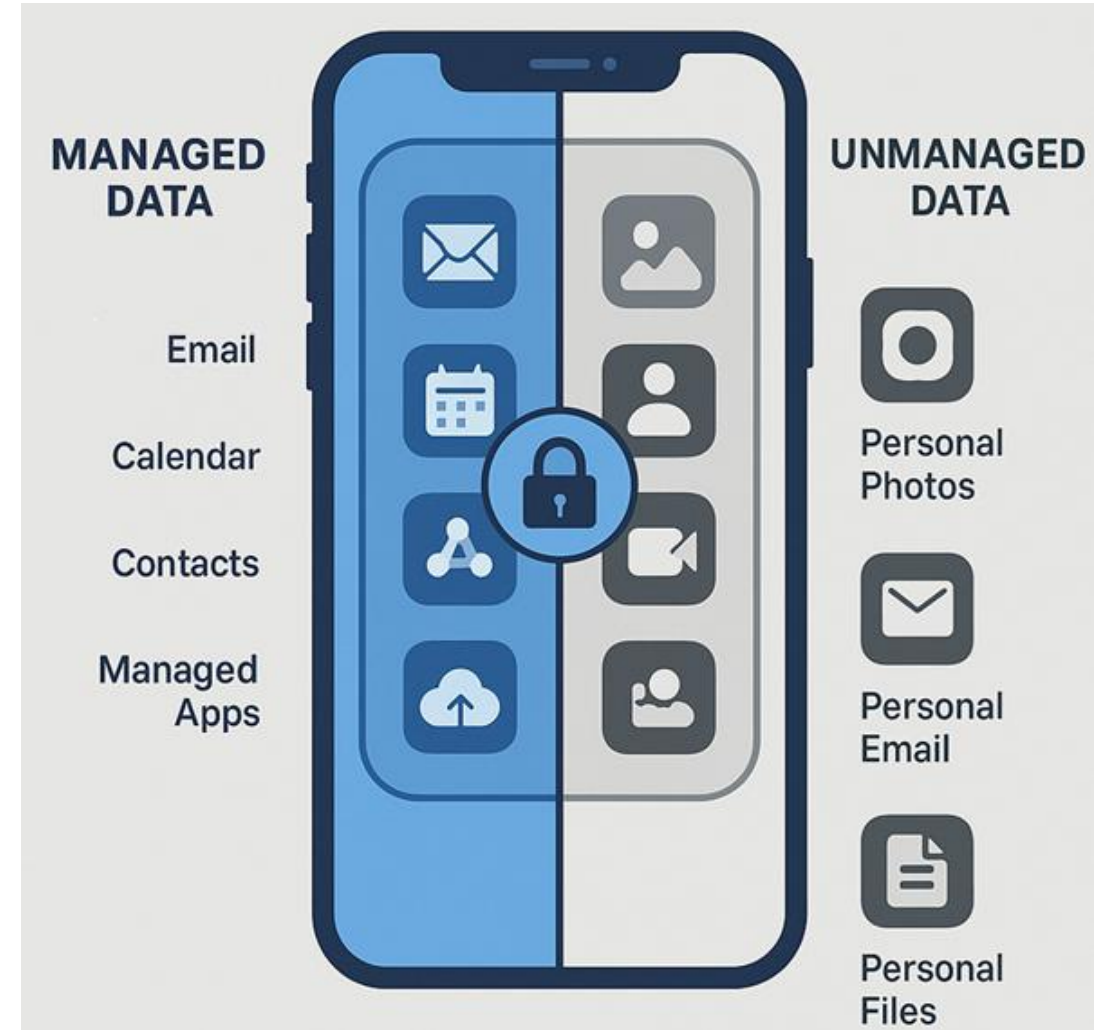 MANAGED
DATA
Email
Calendar
Contacts
Managed
Apps
UNMANAGED
DATA
Personal
Photos
Personal
Email
Personal
Files